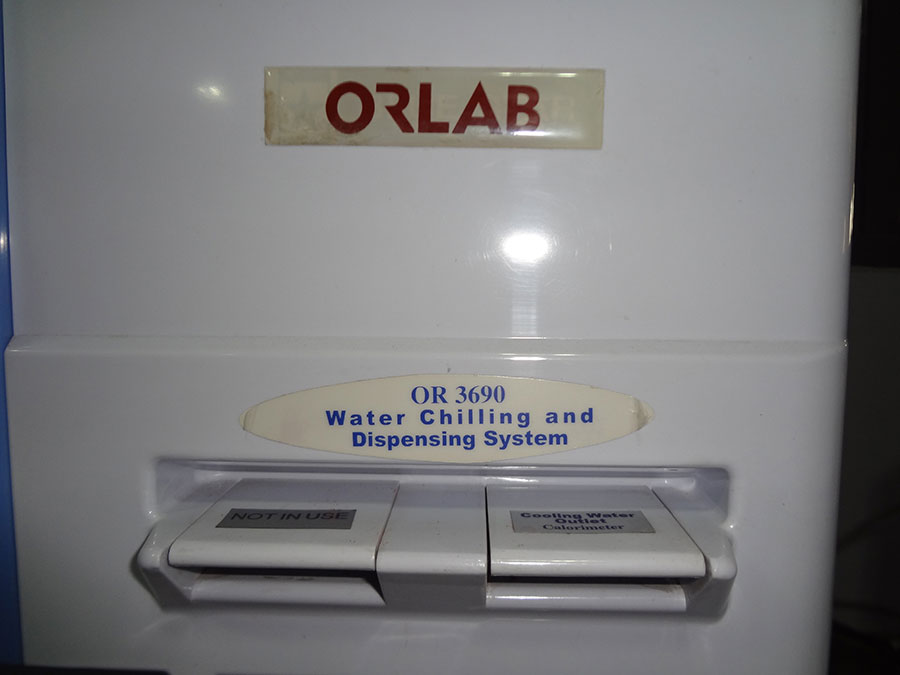 ORLAB
OR 3690
Water Chilling and
Dispensing System
NOT IN USE
Cooling Water
Outlet
Calorimeter